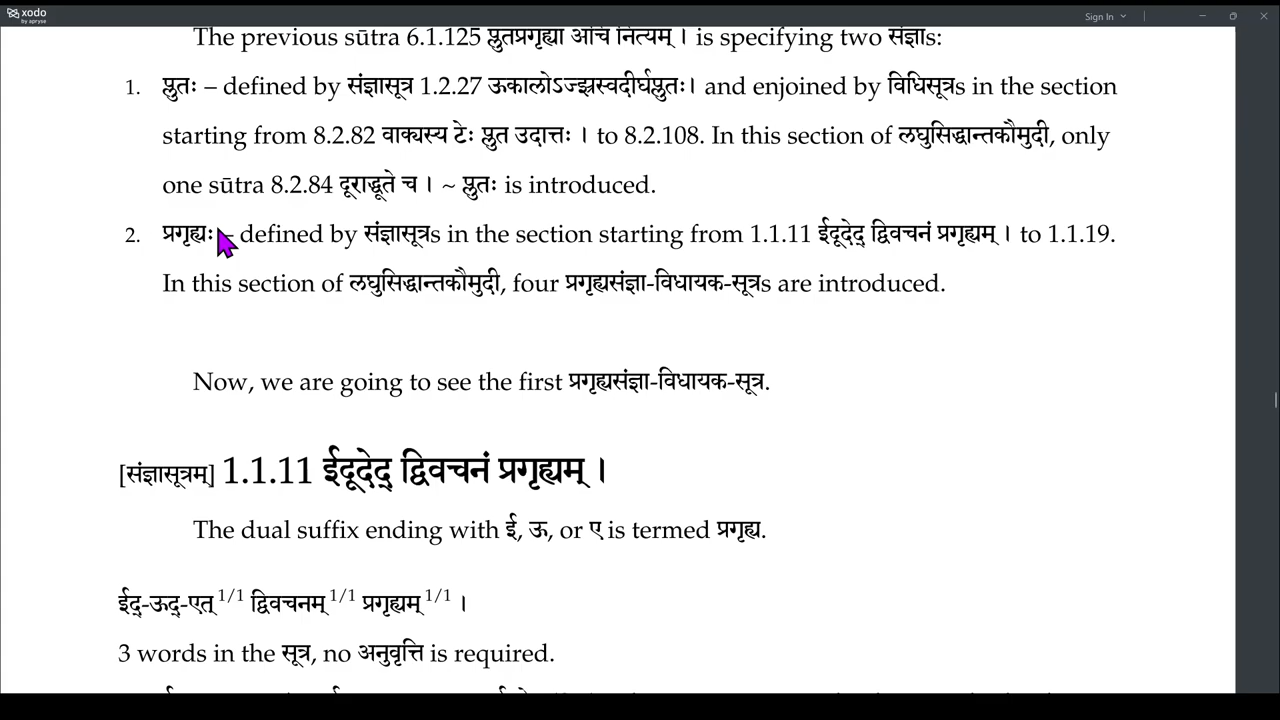 xodo
by apryse
Sign In
The previous sūtra 6.1.125 प्लुतप्रगृह्या अचि नित्यम् । is specifying two संज्ञाs:
1. प्लुतः – defined by संज्ञासूत्र 1.2.27 ऊकालोऽज्झ्रस्वदीर्घप्लुतः। and enjoined by विधिसूत्रs in the section
starting from 8.2.82 वाक्यस्य टेः प्लुत उदात्तः । to 8.2.108. In this section of लघुसिद्धान्तकौमुदी, only
one sūtra 8.2.84 दूराद्धूते च । ~ प्लुतः is introduced.
2. प्रगृह्यः – defined by संज्ञासूत्रs in the section starting from 1.1.11 ईदूदेद् द्विवचनं प्रगृह्यम् । to 1.1.19.
In this section of लघुसिद्धान्तकौमुदी, four प्रगृह्यसंज्ञा-विधायक-सूत्रs are introduced.
Now, we are going to see the first प्रगृह्यसंज्ञा-विधायक-सूत्र.
[संज्ञासूत्रम्] 1.1.11 ईदूदेद् द्विवचनं प्रगृह्यम् ।
The dual suffix ending with ई, ऊ, or ए is termed प्रगृह्य.
ईद्-ऊद्-एत् 1/1 द्विवचनम् 1/1 प्रगृह्यम् 1/1 ।
3 words in the सूत्र, no अनुवृत्ति is required.